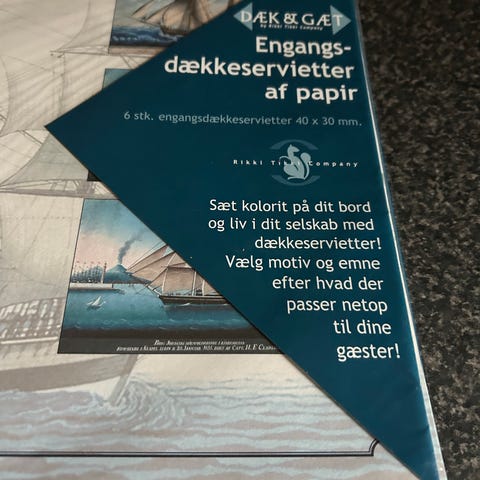 DÆK & GÆT
by Rikki Tikki Company
Engangs-
dækkeservietter
af papir
6 stk. engangsdækkeservietter 40 x 30 mm.
Rikki Tikki Company
Sæt kolorit på dit bord
og liv i dit selskab med
dækkeservietter!
Vælg motiv og emne
efter hvad der
passer netop
til dine
gæster!